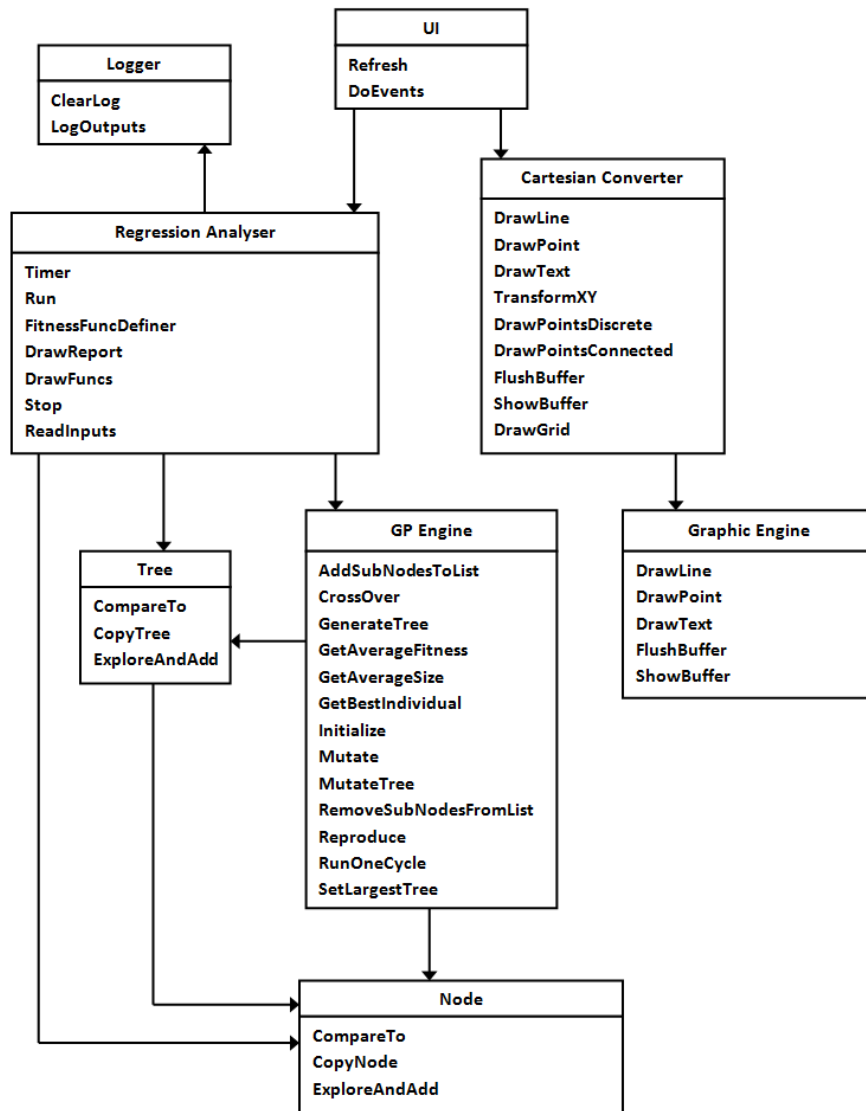 UI
Refresh
DoEvents
Logger
ClearLog
LogOutputs
Cartesian Converter
DrawLine
DrawPoint
DrawText
TransformXY
DrawPointsDiscrete
DrawPointsConnected
FlushBuffer
ShowBuffer
DrawGrid
Regression Analyser
Timer
Run
FitnessFuncDefiner
DrawReport
DrawFuncs
Stop
ReadInputs
GP Engine
AddSubNodesToList
CrossOver
GenerateTree
GetAverageFitness
GetAverageSize
GetBestIndividual
Initialize
Mutate
MutateTree
RemoveSubNodesFromList
Reproduce
RunOneCycle
SetLargestTree
Graphic Engine
DrawLine
DrawPoint
DrawText
FlushBuffer
ShowBuffer
Tree
CompareTo
CopyTree
ExploreAndAdd
Node
CompareTo
CopyNode
ExploreAndAdd